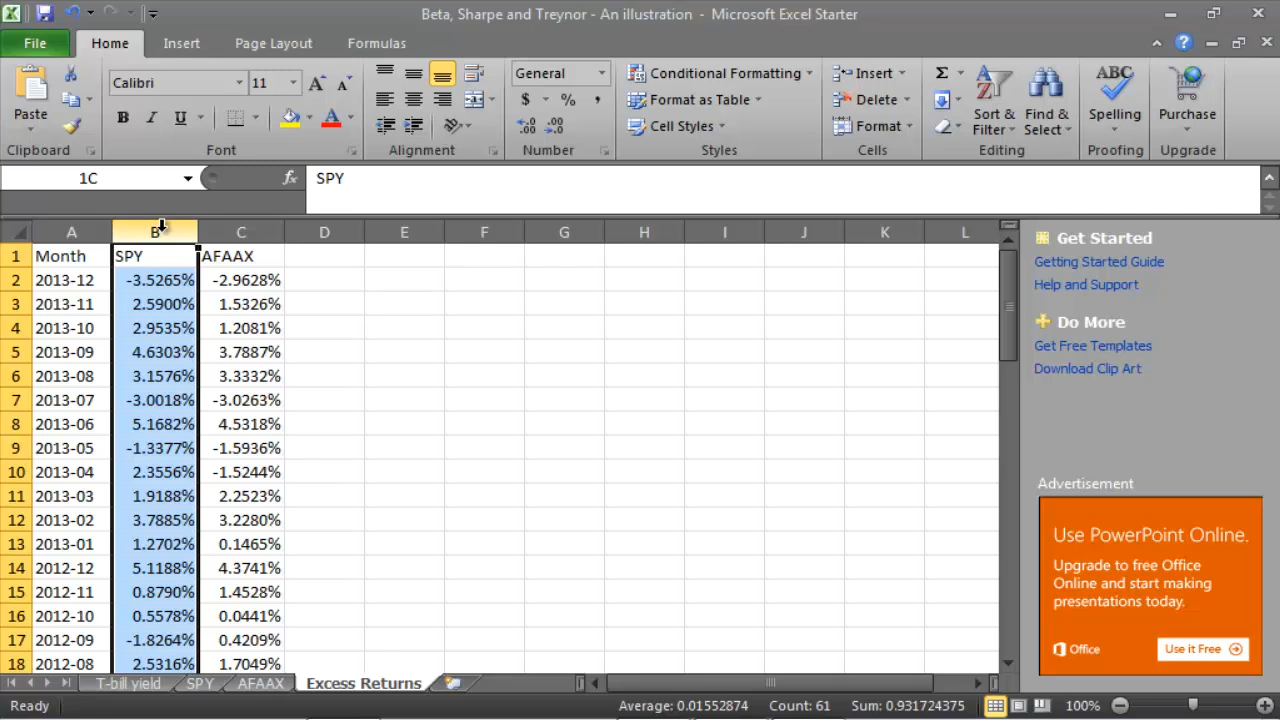 Beta, Sharpe and Treynor - An illustration - Microsoft Excel Starter
File Home Insert Page Layout Formulas
Paste
Clipboard
Calibri 11
B I U
Font
Alignment
General
$ % ,
Number
Conditional Formatting
Format as Table
Cell Styles
Styles
Insert
Delete
Format
Cells
Σ
Sort & Filter
Find & Select
Editing
ABC
Spelling
Proofing
Purchase
Upgrade
1C fx SPY
A B C D E F G H I J K L
1 Month SPY AFAAX
2 2013-12 -3.5265% -2.9628%
3 2013-11 2.5900% 1.5326%
4 2013-10 2.9535% 1.2081%
5 2013-09 4.6303% 3.7887%
6 2013-08 3.1576% 3.3332%
7 2013-07 -3.0018% -3.0263%
8 2013-06 5.1682% 4.5318%
9 2013-05 -1.3377% -1.5936%
10 2013-04 2.3556% -1.5244%
11 2013-03 1.9188% 2.2523%
12 2013-02 3.7885% 3.2280%
13 2013-01 1.2702% 0.1465%
14 2012-12 5.1188% 4.3741%
15 2012-11 0.8790% 1.4528%
16 2012-10 0.5578% 0.0441%
17 2012-09 -1.8264% 0.4209%
18 2012-08 2.5316% 1.7049%
Get Started
Getting Started Guide
Help and Support
Do More
Get Free Templates
Download Clip Art
Advertisement
Use PowerPoint Online.
Upgrade to free Office
Online and start making
presentations today.
Office Use it Free
T-bill yield SPY AFAAX Excess Returns
Ready Average: 0.01552874 Count: 61 Sum: 0.931724375 100%